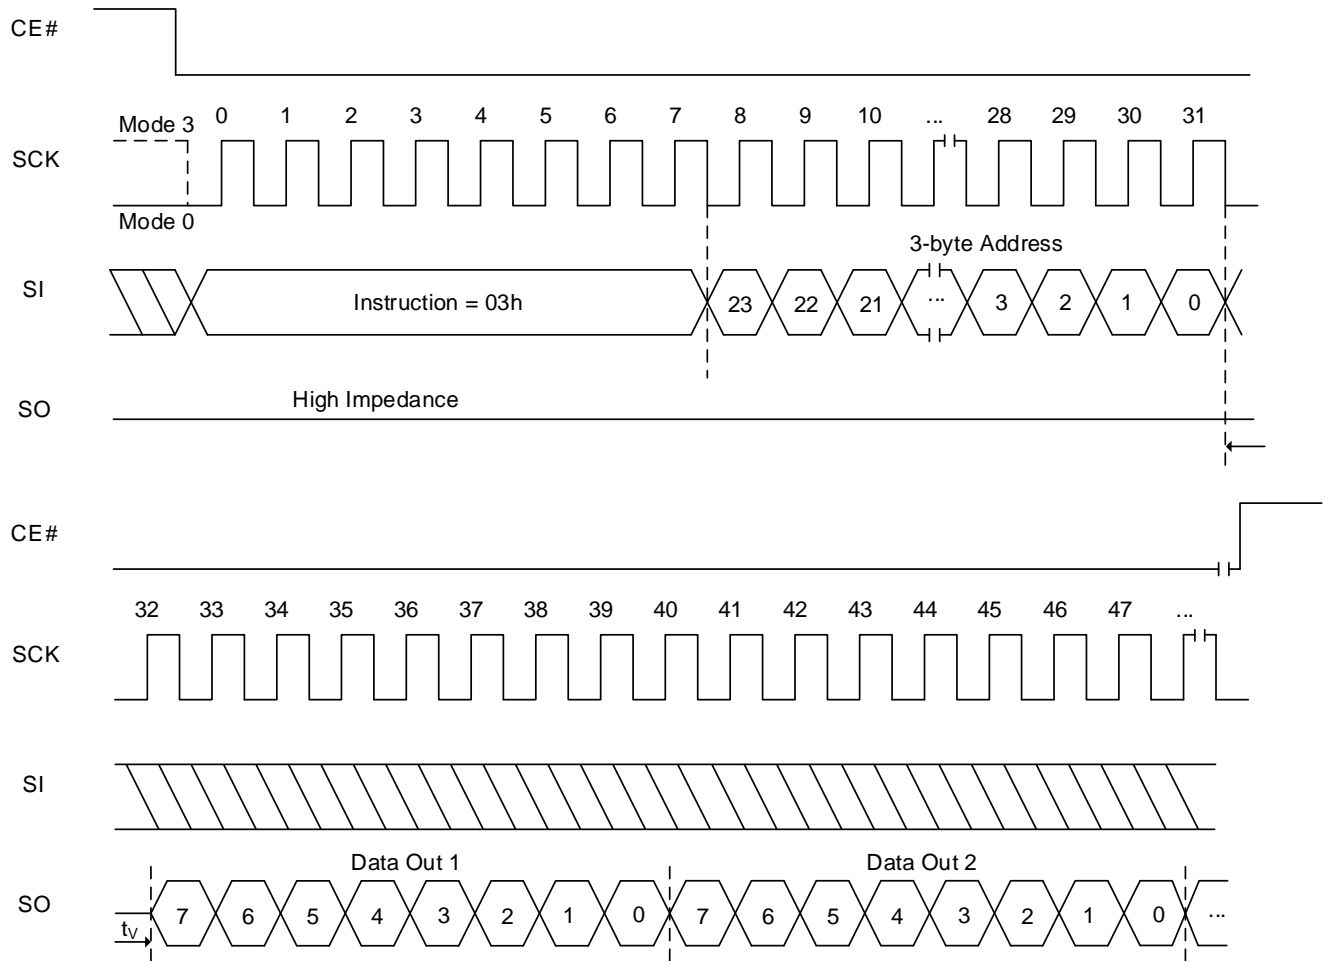 CE#
0 1 2 3 4 5 6 7 8 9 10 ... 28 29 30 31
Mode 3
SCK
Mode 0
3-byte Address
SI
Instruction = 03h 23 22 21 ... 3 2 1 0
High Impedance
SO
CE#
32 33 34 35 36 37 38 39 40 41 42 43 44 45 46 47 ...
SCK
SI
Data Out 1 Data Out 2
SO
7 6 5 4 3 2 1 0 7 6 5 4 3 2 1 0 ...
tV